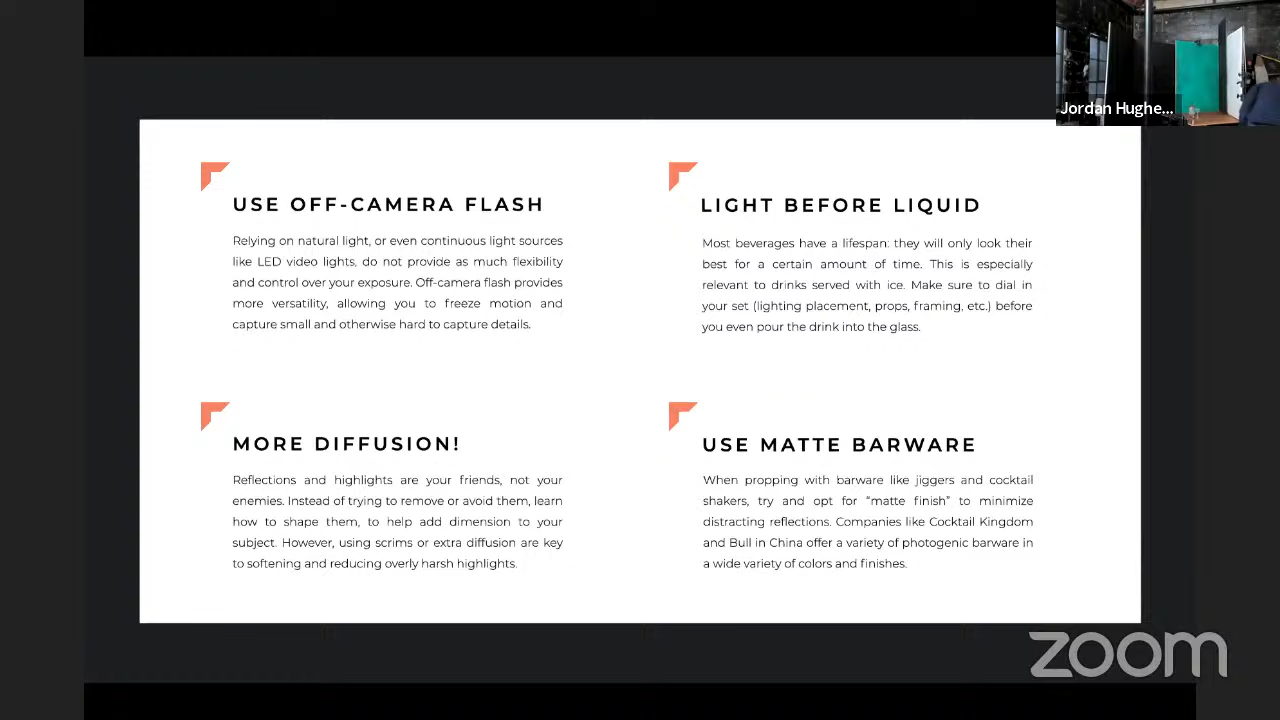 Jordan Hughe...
USE OFF-CAMERA FLASH
Relying on natural light, or even continuous light sources
like LED video lights, do not provide as much flexibility
and control over your exposure. Off-camera flash provides
more versatility, allowing you to freeze motion and
capture small and otherwise hard to capture details.
LIGHT BEFORE LIQUID
Most beverages have a lifespan: they will only look their
best for a certain amount of time. This is especially
relevant to drinks served with ice. Make sure to dial in
your set (lighting placement, props, framing, etc.) before
you even pour the drink into the glass.
MORE DIFFUSION!
Reflections and highlights are your friends, not your
enemies. Instead of trying to remove or avoid them, learn
how to shape them, to help add dimension to your
subject. However, using scrims or extra diffusion are key
to softening and reducing overly harsh highlights.
USE MATTE BARWARE
When propping with barware like jiggers and cocktail
shakers, try and opt for “matte finish” to minimize
distracting reflections. Companies like Cocktail Kingdom
and Bull in China offer a variety of photogenic barware in
a wide variety of colors and finishes.
zoom